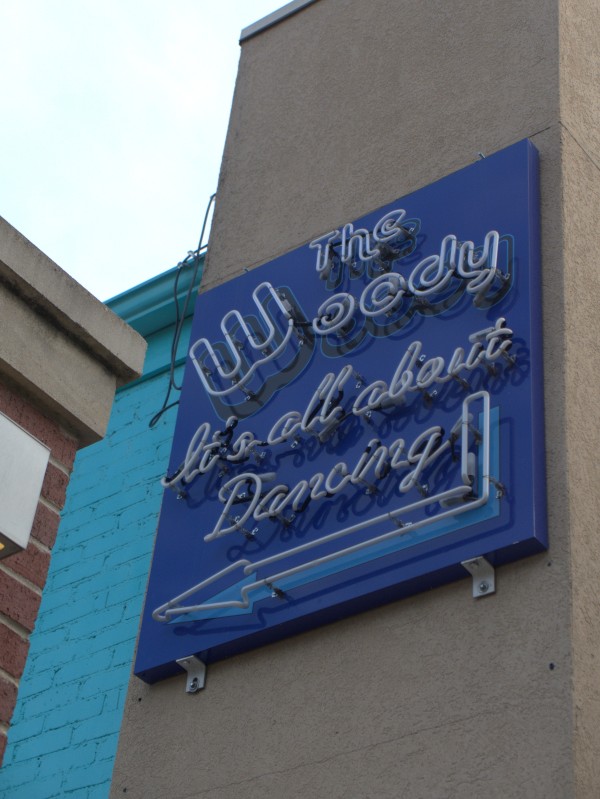 The
Woody
It's all about
Dancing